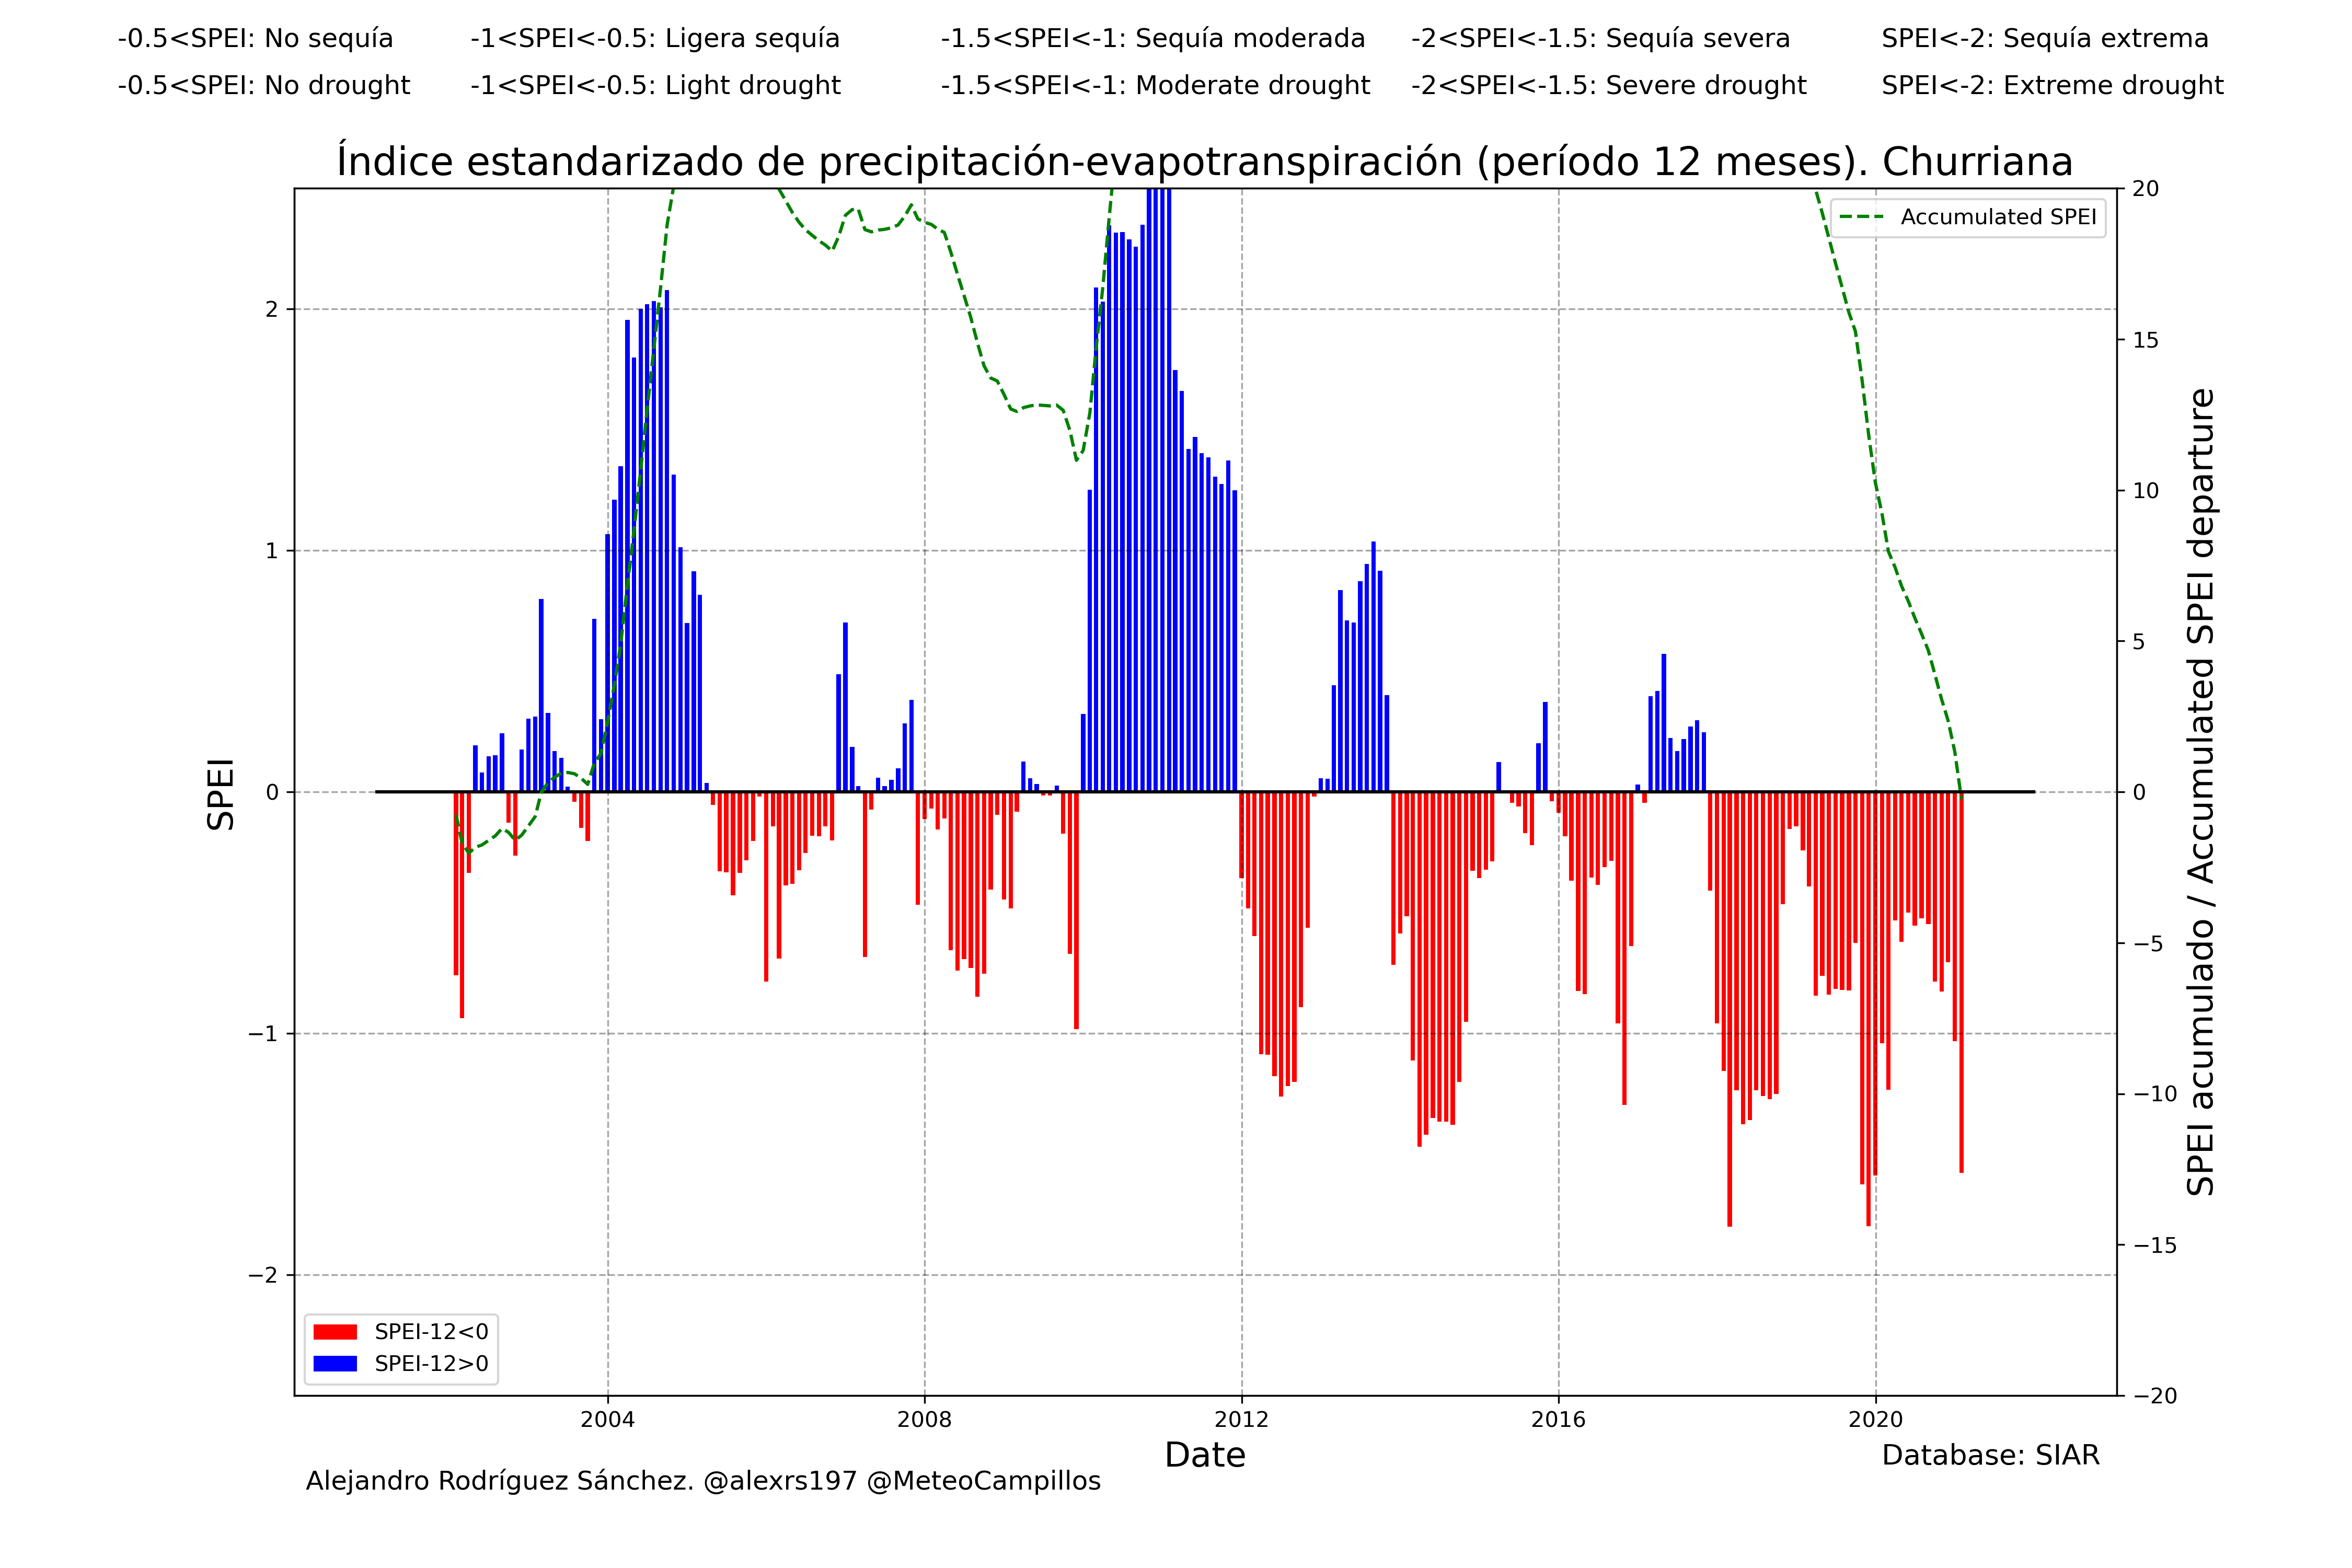 -0.5<SPEI: No sequía -1<SPEI<-0.5: Ligera sequía -1.5<SPEI<-1: Sequía moderada -2<SPEI<-1.5: Sequía severa SPEI<-2: Sequía extrema
-0.5<SPEI: No drought -1<SPEI<-0.5: Light drought -1.5<SPEI<-1: Moderate drought -2<SPEI<-1.5: Severe drought SPEI<-2: Extreme drought
Índice estandarizado de precipitación-evapotranspiración (período 12 meses). Churriana
Accumulated SPEI
SPEI
2
1
0
−1
−2
20
15
10
5
0
−5
−10
−15
−20
SPEI acumulado / Accumulated SPEI departure
SPEI-12<0
SPEI-12>0
2004 2008 2012 2016 2020
Date
Database: SIAR
Alejandro Rodríguez Sánchez. @alexrs197 @MeteoCampillos